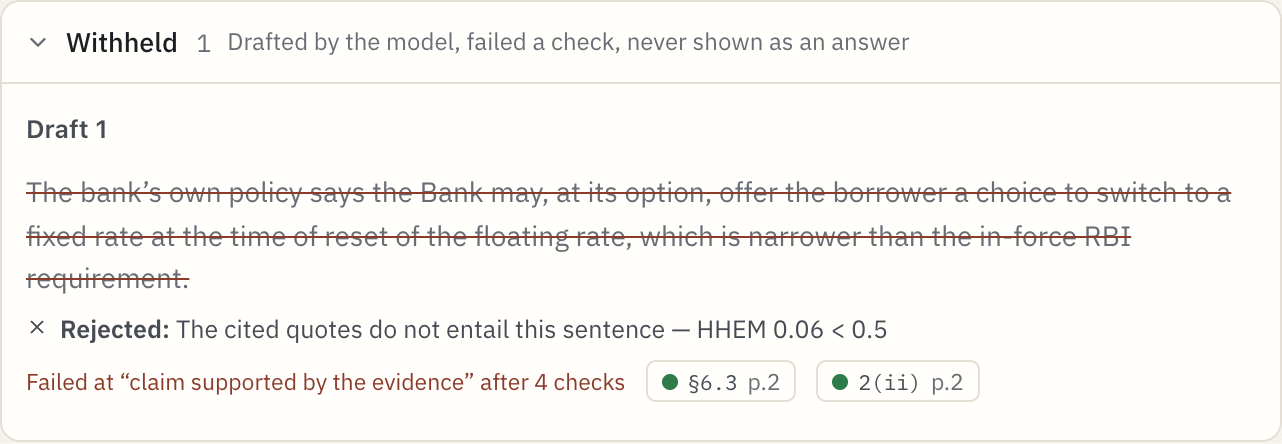 Withheld 1 Drafted by the model, failed a check, never shown as an answer
Draft 1
The bank’s own policy says the Bank may, at its option, offer the borrower a choice to switch to a
fixed rate at the time of reset of the floating rate, which is narrower than the in-force RBI
requirement.
× Rejected: The cited quotes do not entail this sentence — HHEM 0.06 < 0.5
Failed at “claim supported by the evidence” after 4 checks §6.3 p.2 2(ii) p.2